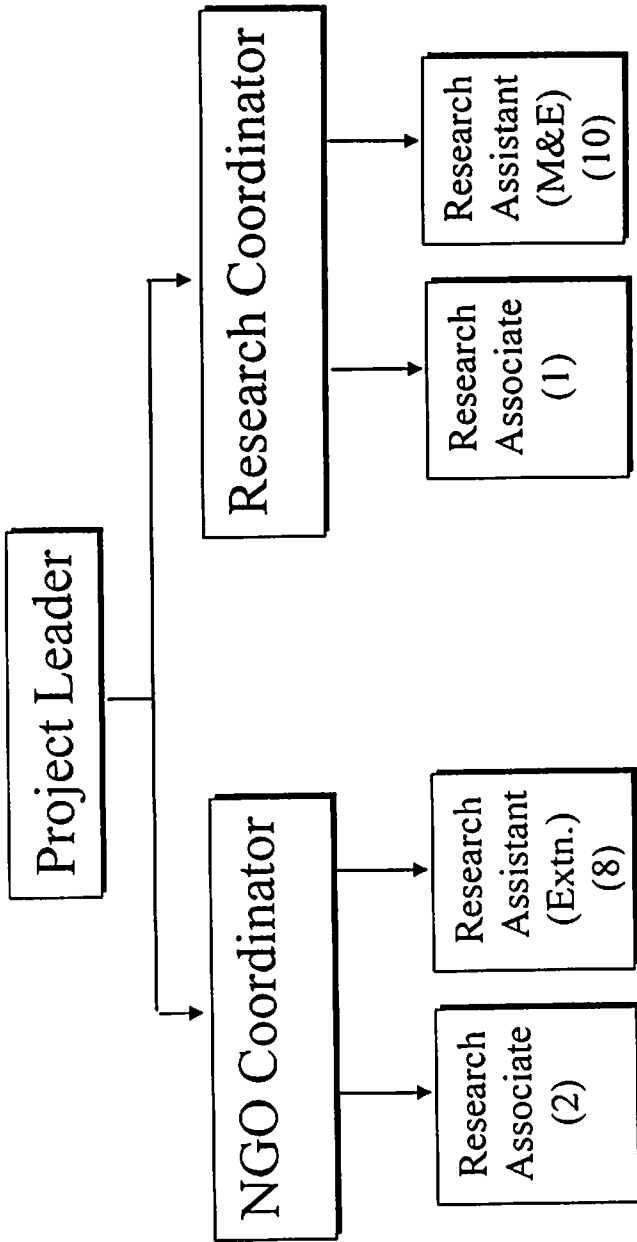 Project Leader
NGO Coordinator
Research Coordinator
Research
Associate
(2)
Research
Assistant
(Extn.)
(8)
Research
Associate
(1)
Research
Assistant
(M&E)
(10)